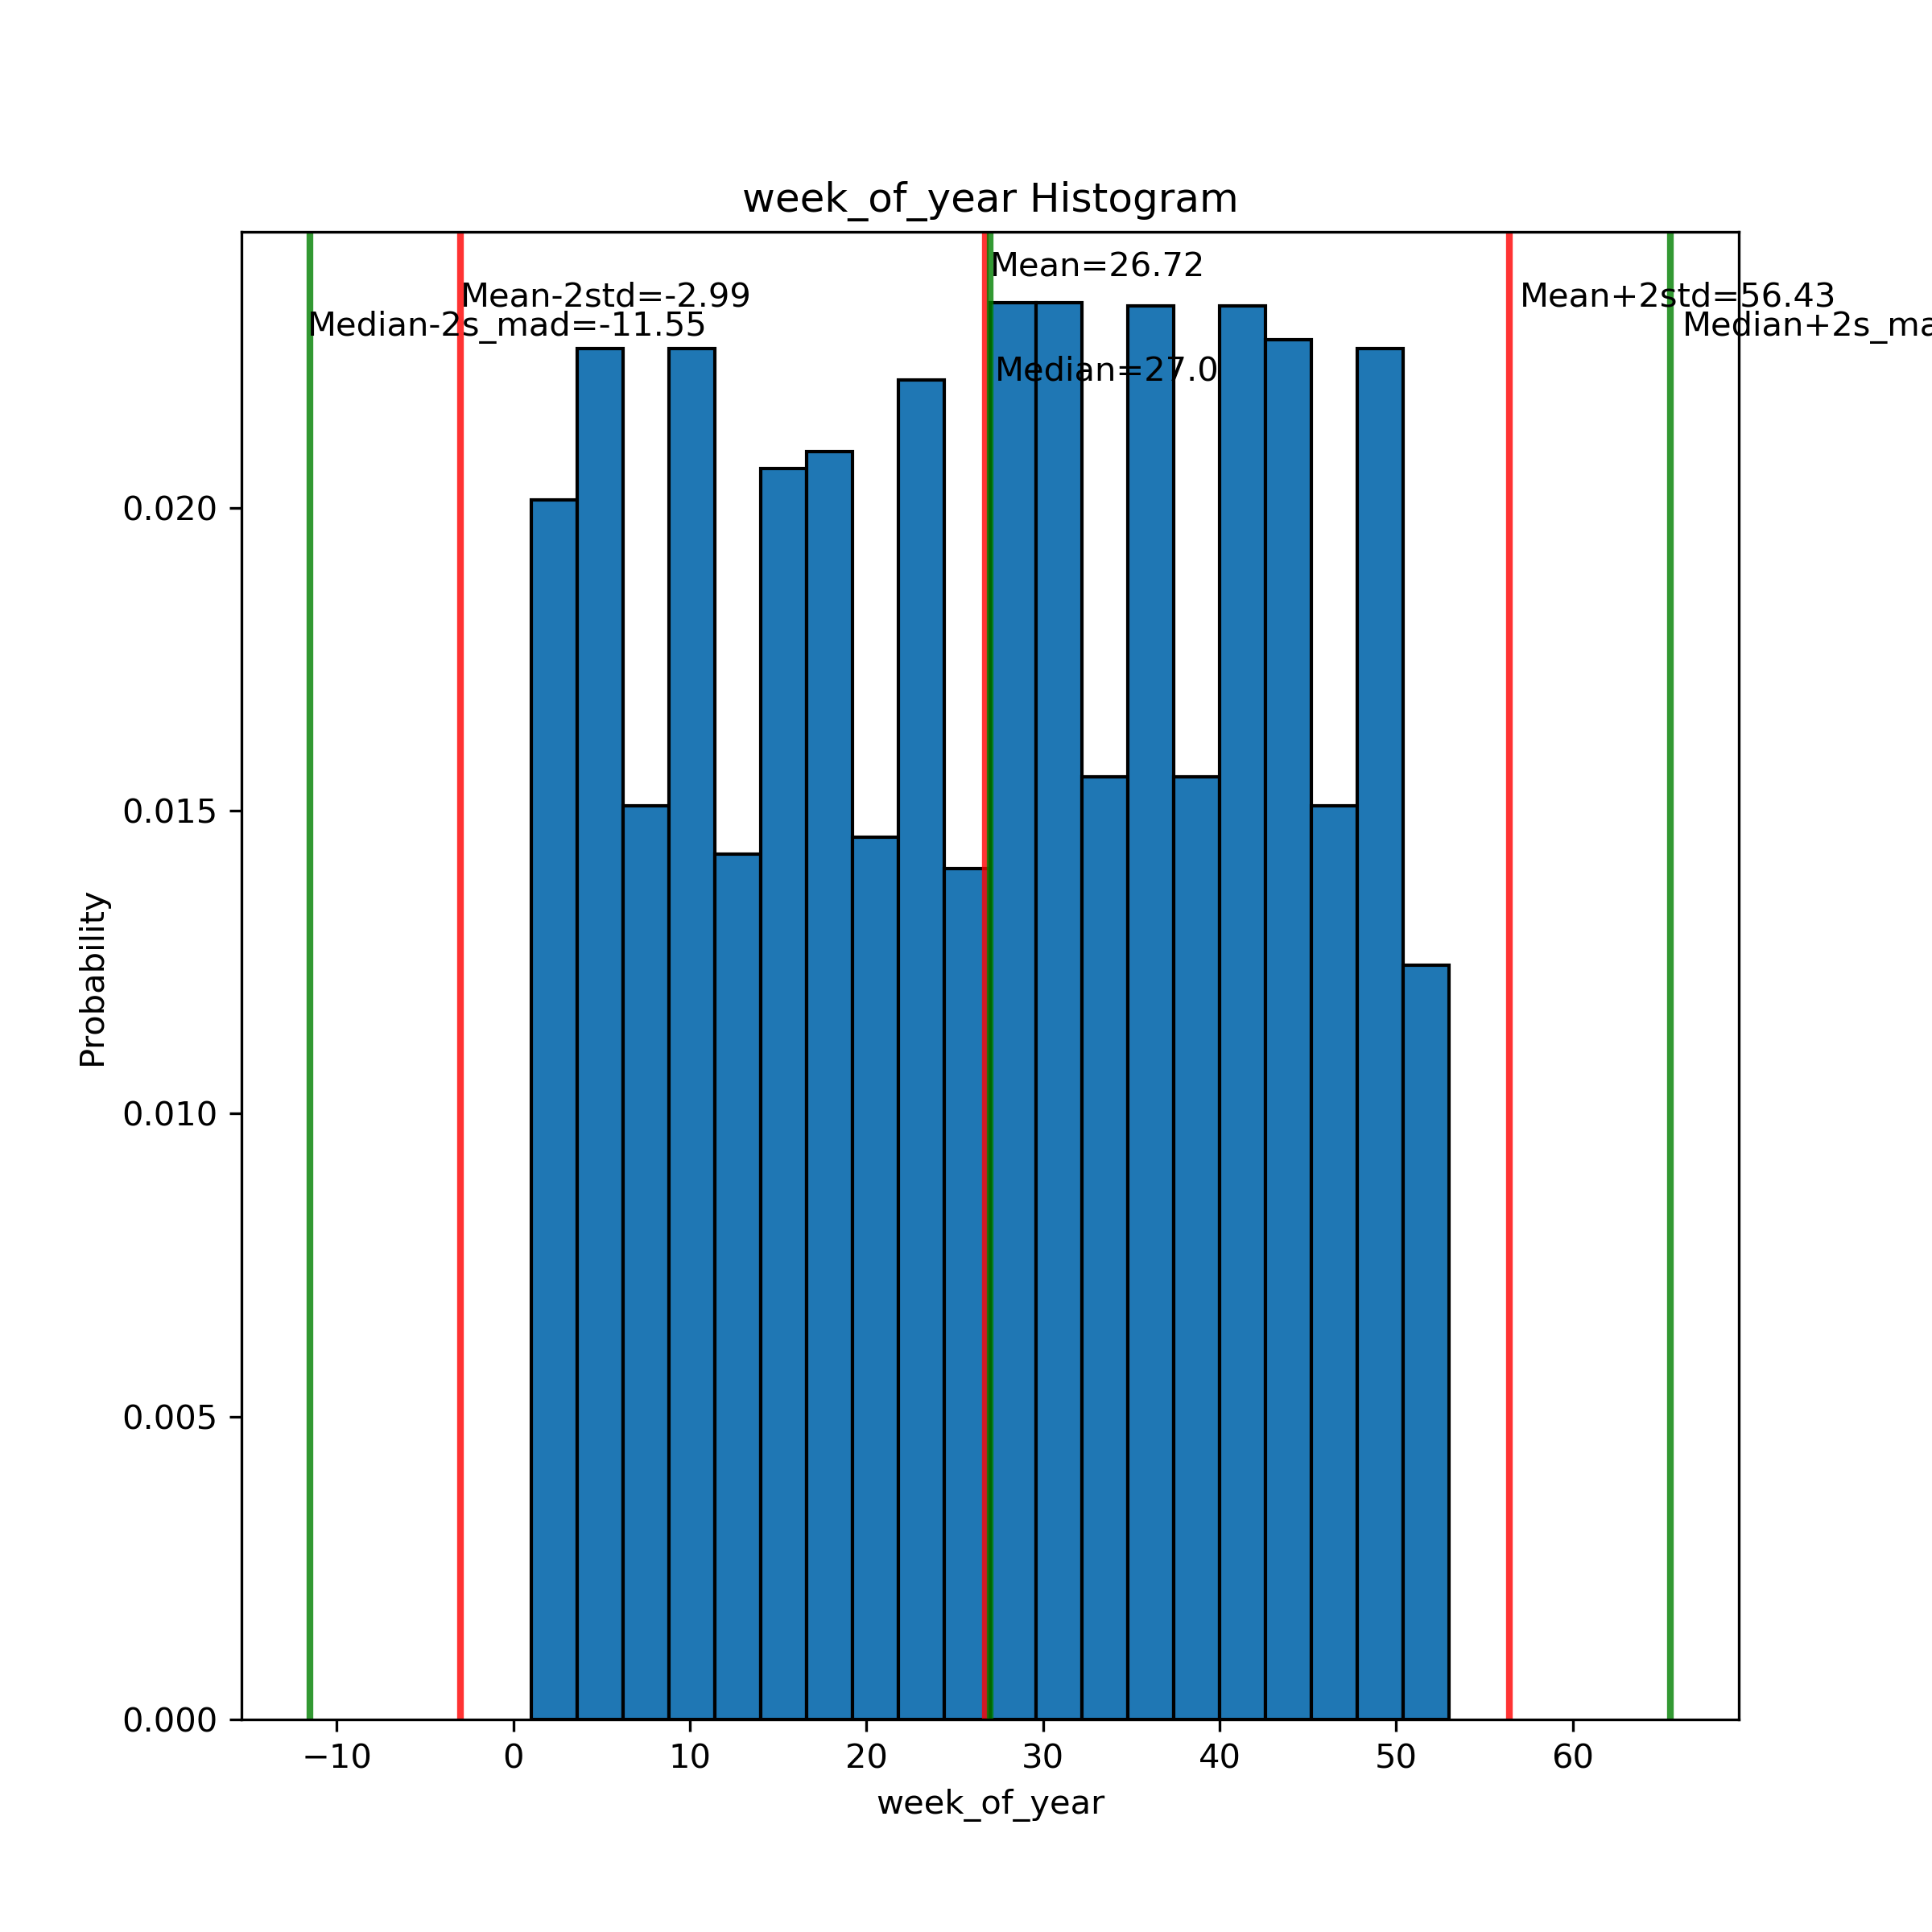 week_of_year Histogram
Mean=26.72
Mean-2std=-2.99
Mean+2std=56.43
Median-2s_mad=-11.55
Median+2s_ma
Median=27.0
0.020
0.015
0.010
0.005
0.000
Probability
−10 0 10 20 30 40 50 60
week_of_year